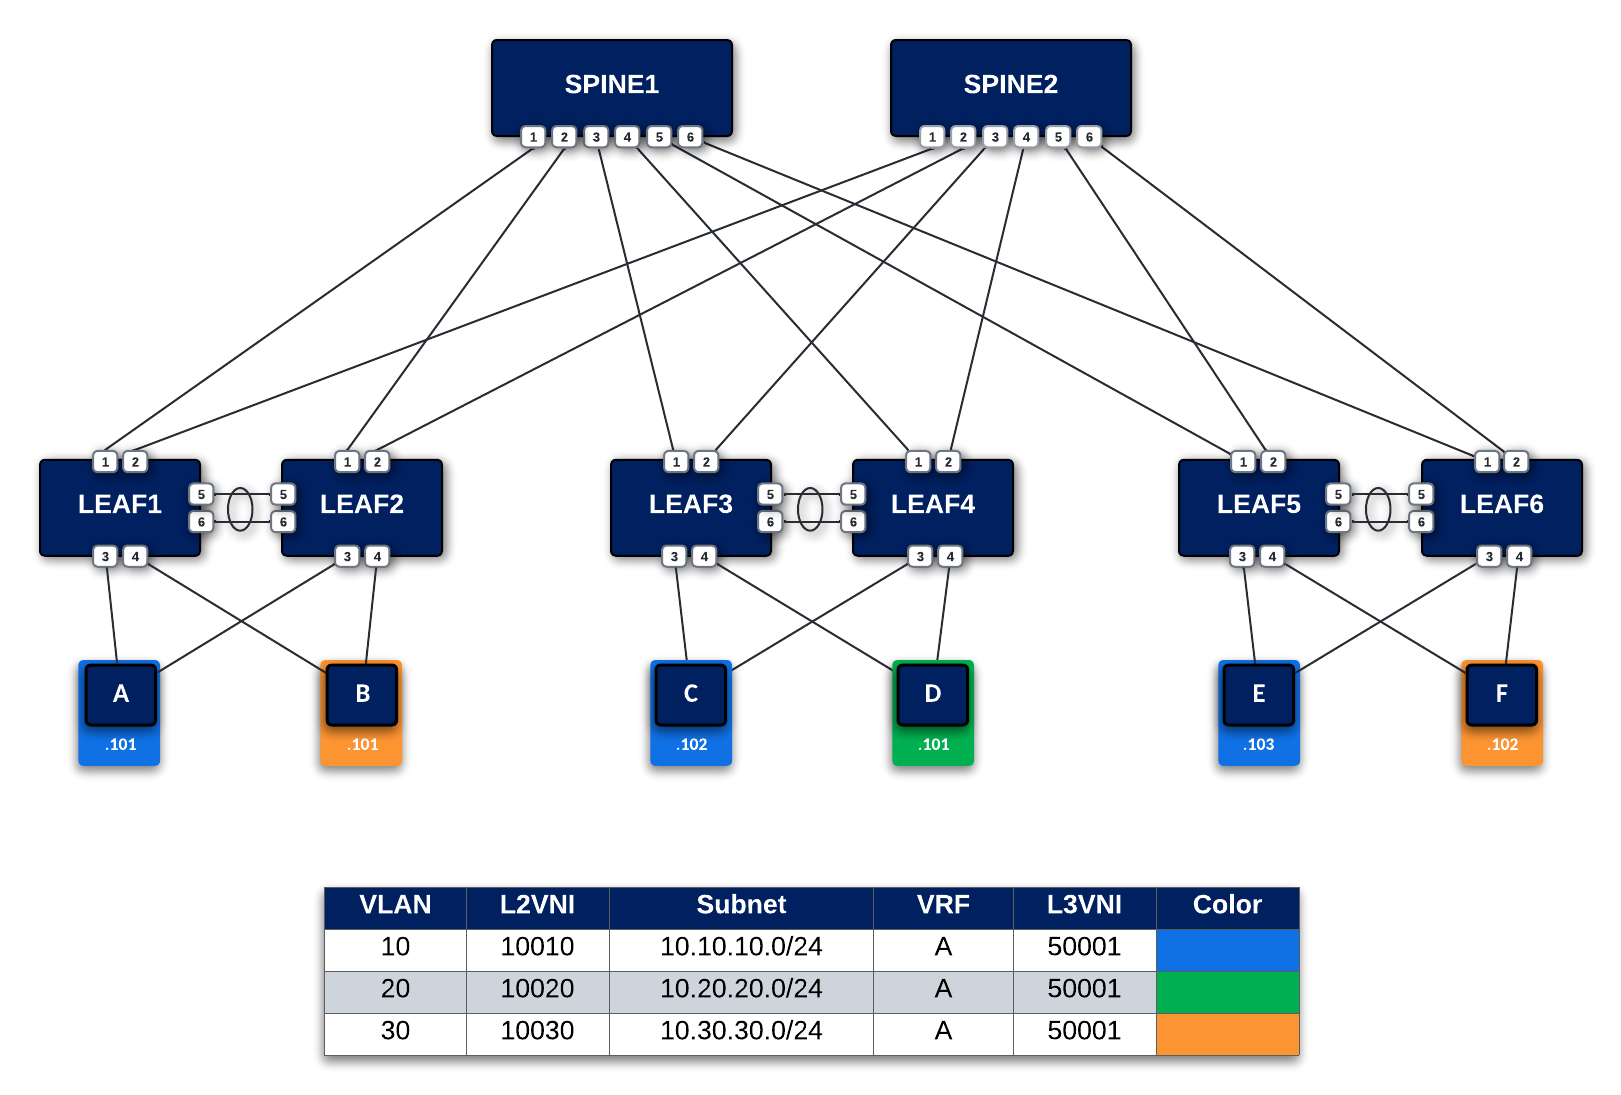 SPINE1 SPINE2
1 2 3 4 5 6 1 2 3 4 5 6
1 2 1 2 1 2 1 2 1 2 1 2
LEAF1 5 5 LEAF2 LEAF3 5 5 LEAF4 LEAF5 5 5 LEAF6
6 6 6 6 6 6
3 4 3 4 3 4 3 4 3 4 3 4
A B C D E F
.101 .101 .102 .101 .103 .102
VLAN L2VNI Subnet VRF L3VNI Color
10 10010 10.10.10.0/24 A 50001
20 10020 10.20.20.0/24 A 50001
30 10030 10.30.30.0/24 A 50001